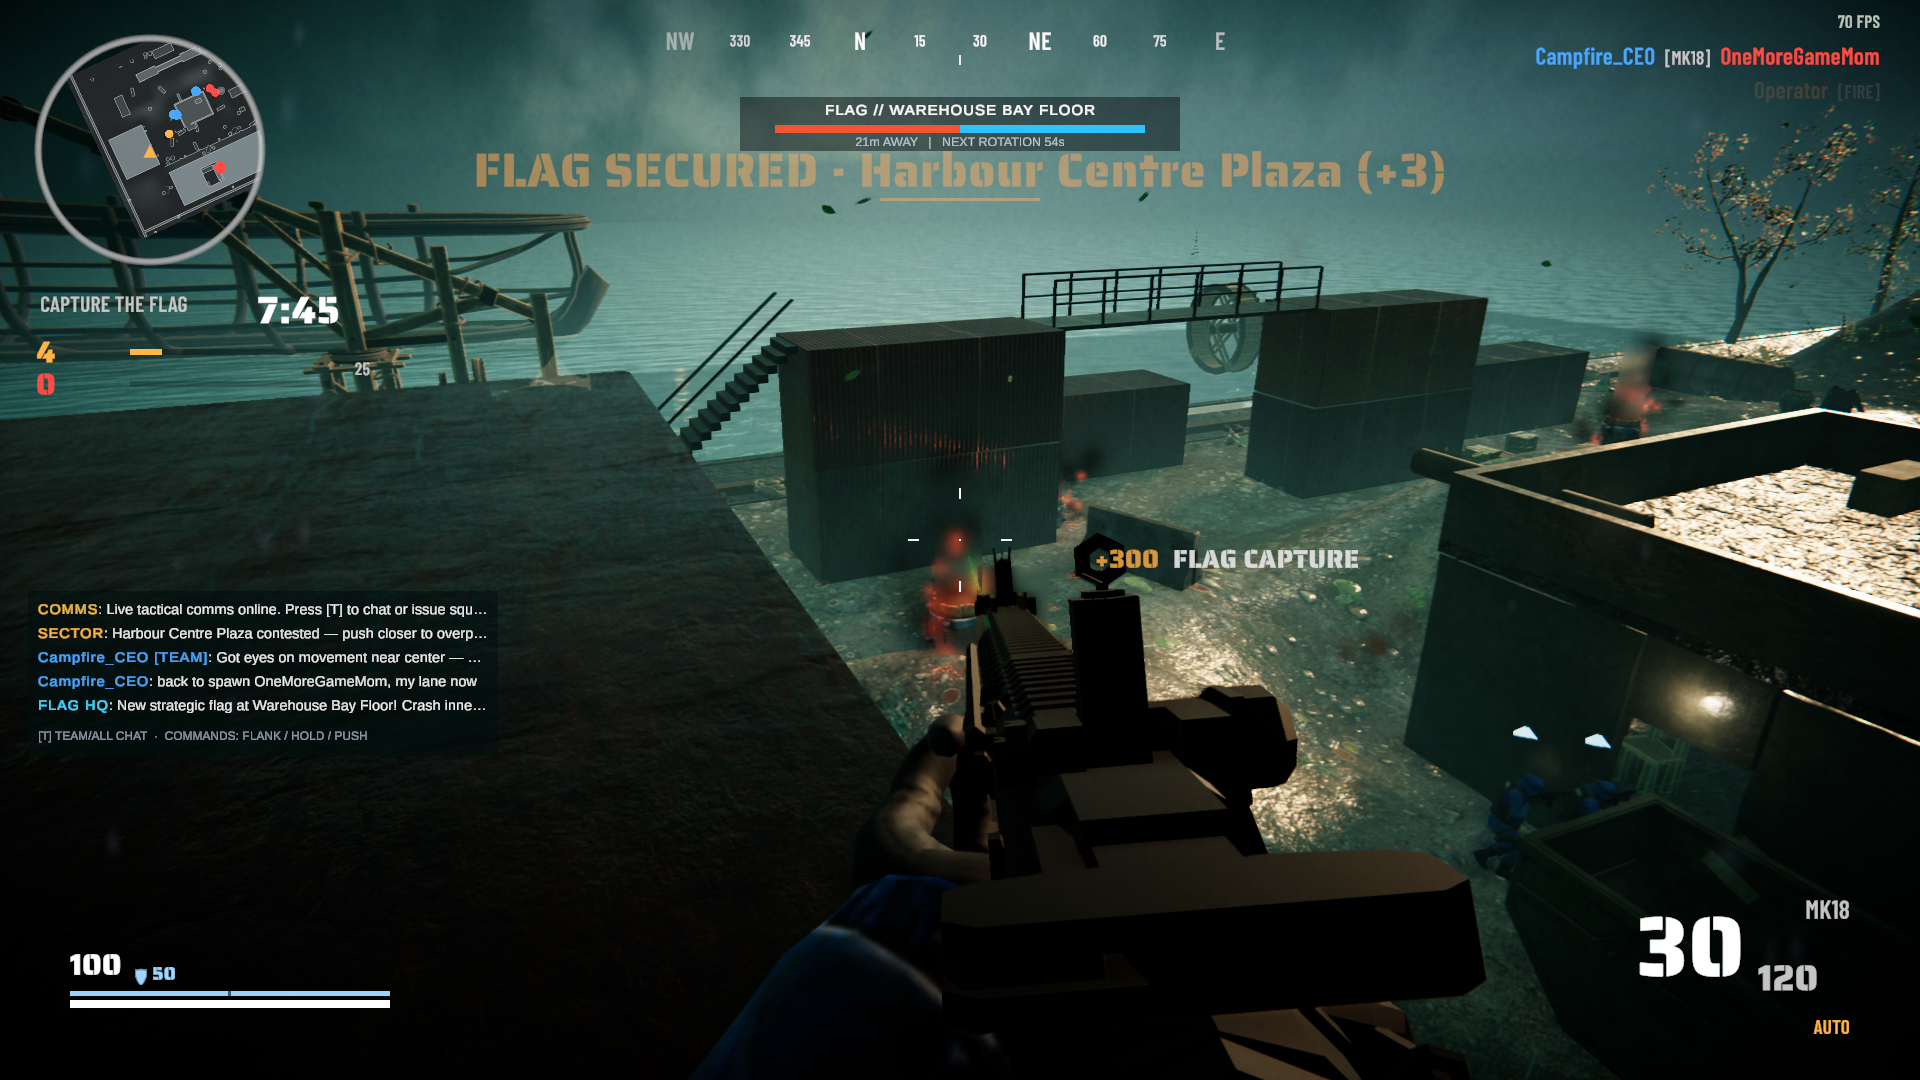 70 FPS
NW 330 345 N 15 30 NE 60 75 E
Campfire_CEO [MK18] OneMoreGameMom
Operator [FIRE]
FLAG // WAREHOUSE BAY FLOOR
21m AWAY | NEXT ROTATION 54s
FLAG SECURED - Harbour Centre Plaza (+3)
CAPTURE THE FLAG 7:45
4
25
0
+300 FLAG CAPTURE
COMMS: Live tactical comms online. Press [T] to chat or issue squ...
SECTOR: Harbour Centre Plaza contested — push closer to overp...
Campfire_CEO [TEAM]: Got eyes on movement near center — ...
Campfire_CEO: back to spawn OneMoreGameMom, my lane now
FLAG HQ: New strategic flag at Warehouse Bay Floor! Crash inne...
[T] TEAM/ALL CHAT · COMMANDS: FLANK / HOLD / PUSH
100 50
MK18
30 120
AUTO